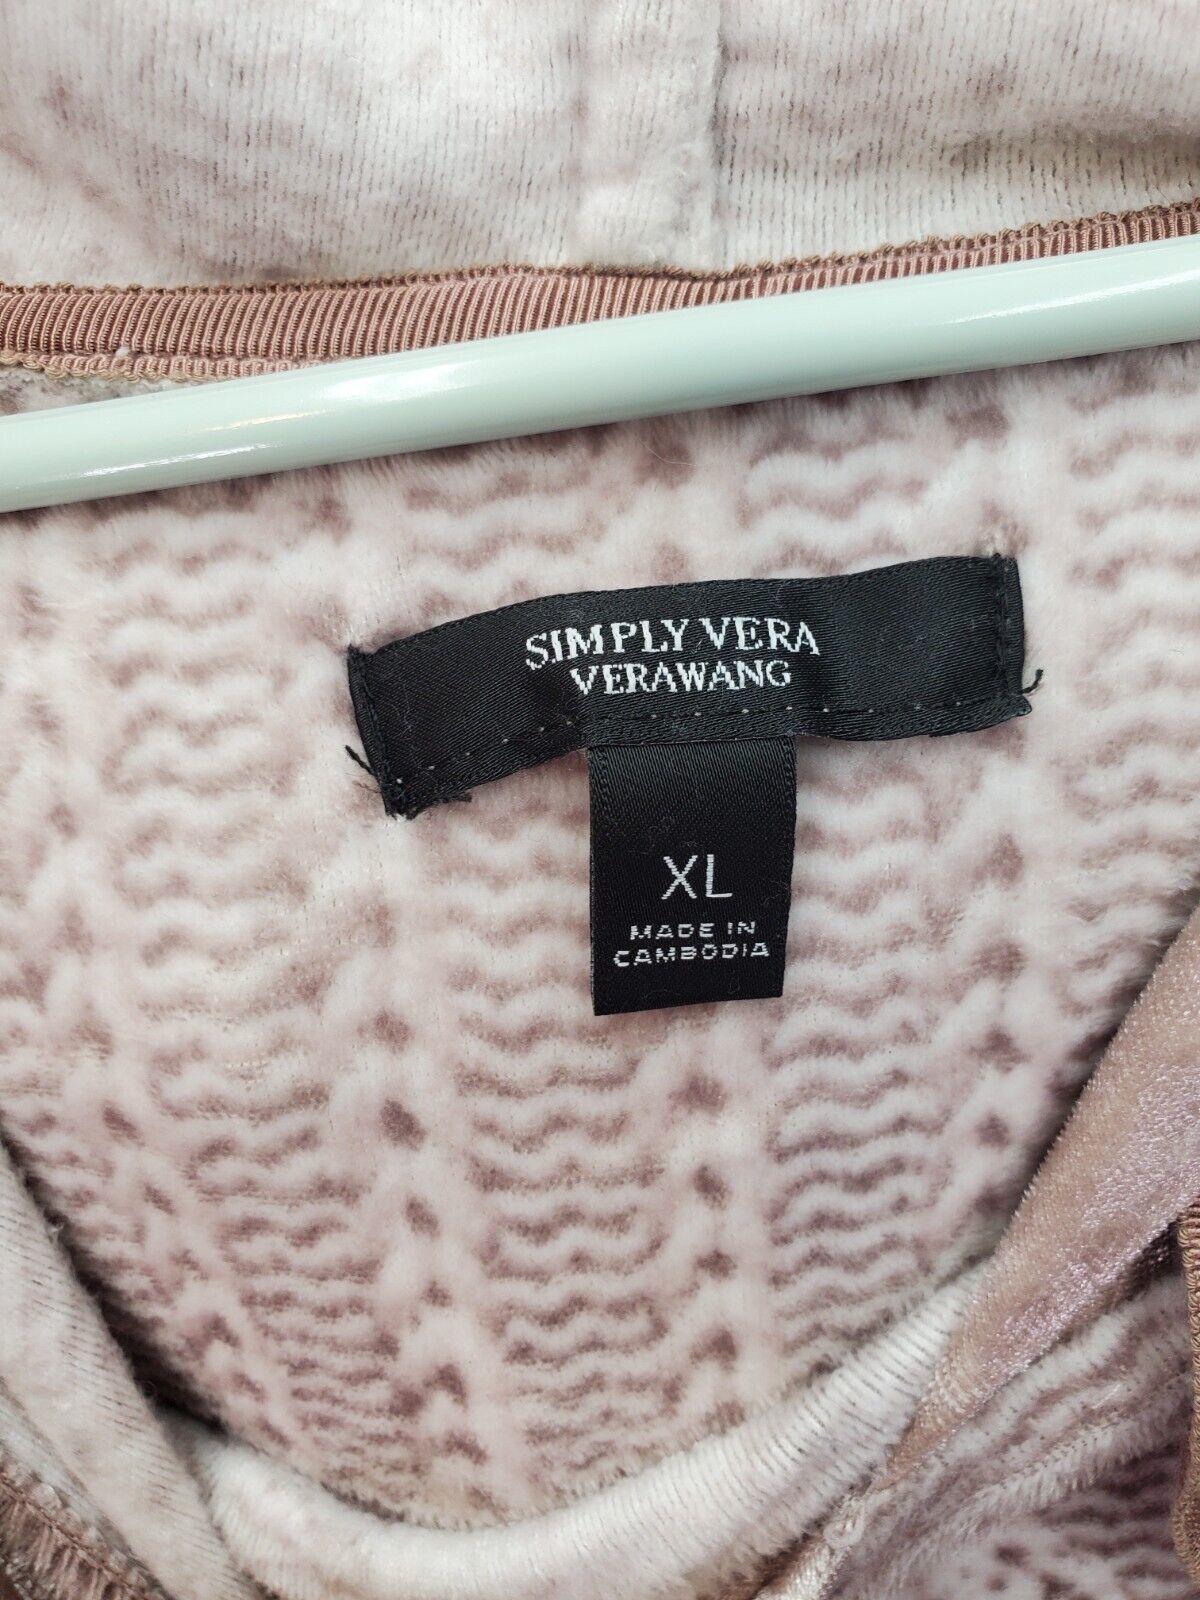 SIMPLY VERA
VERAWANG
XL
MADE IN
CAMBODIA